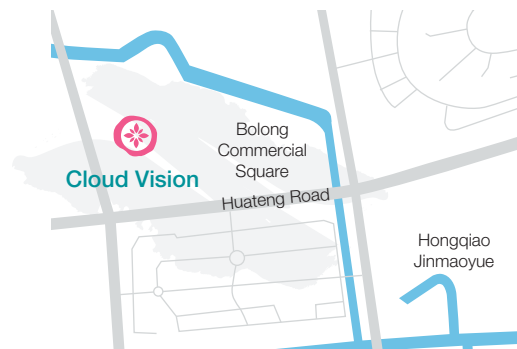 Bolong
Commercial
Square
Cloud Vision
Huateng Road
Hongqiao
Jinmaoyue